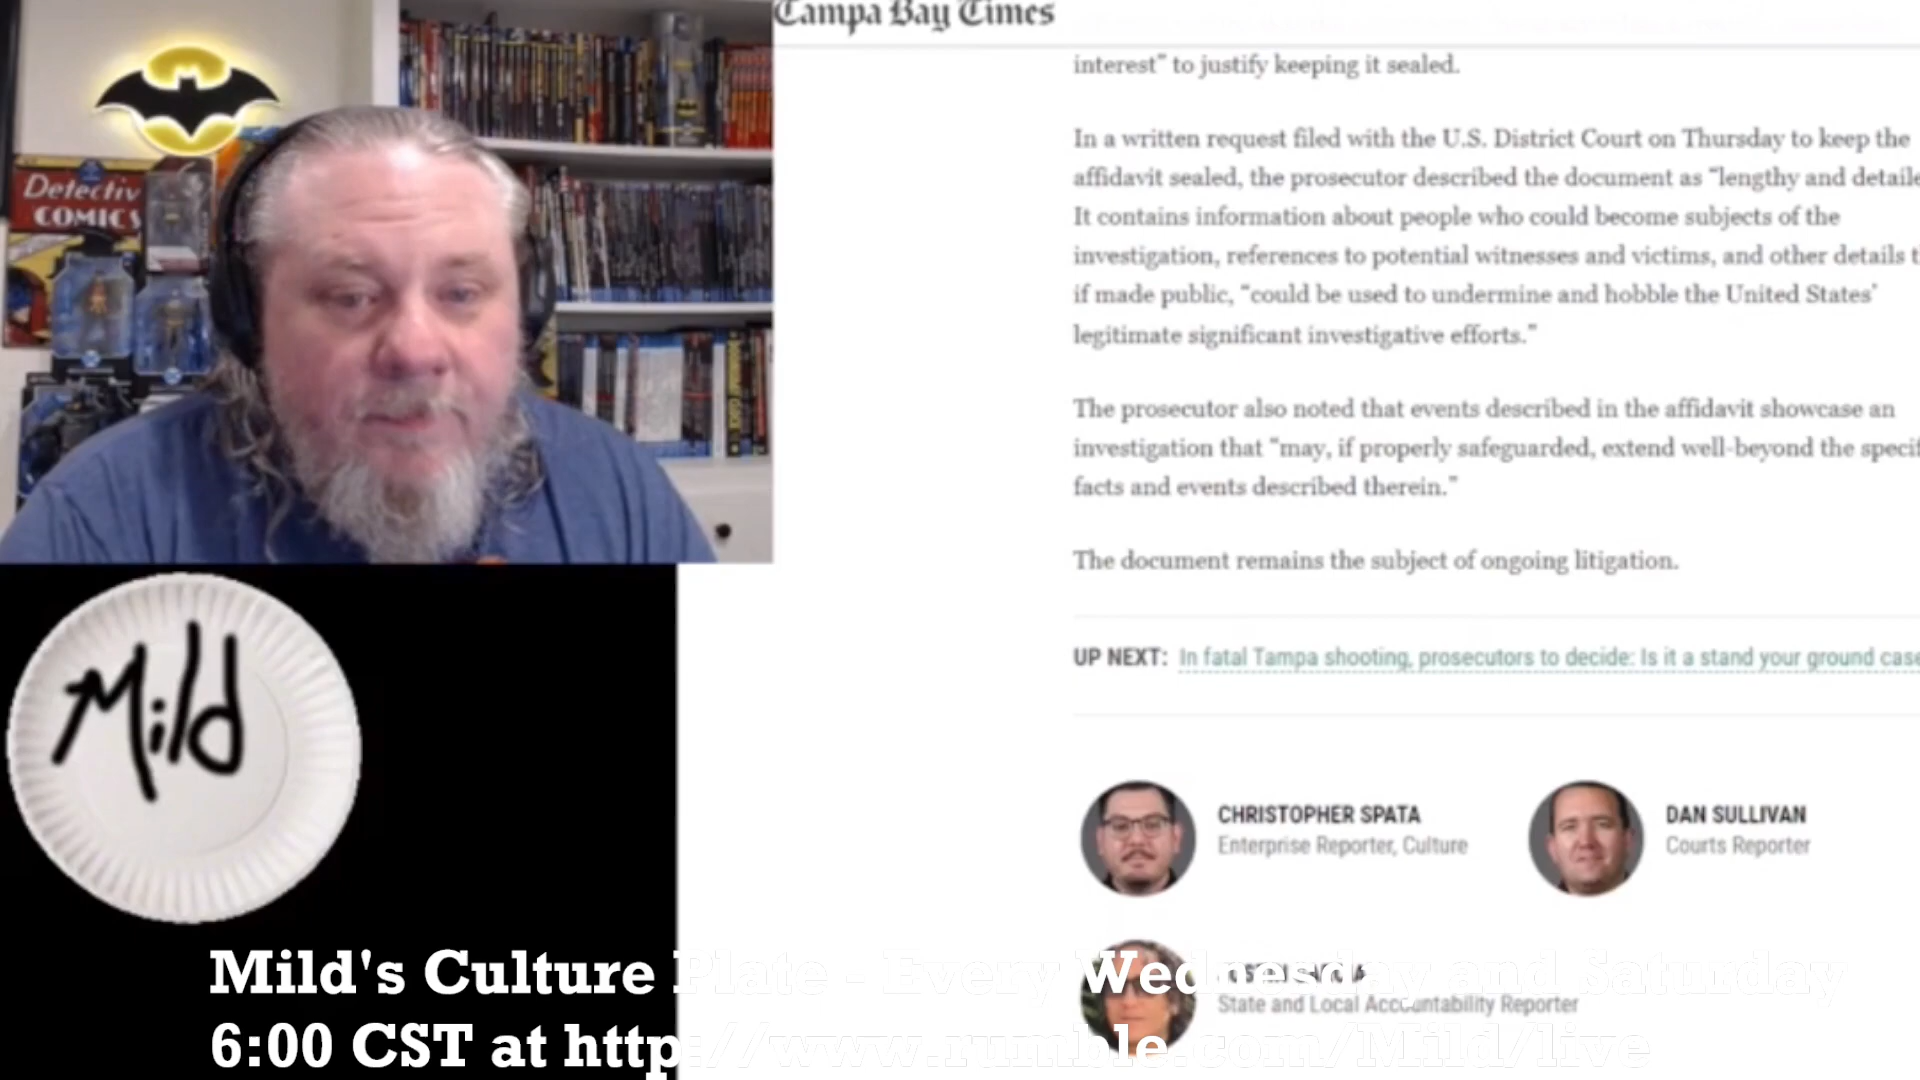 Tampa Bay Times
Detectiv
COMICS
interest” to justify keeping it sealed.
In a written request filed with the U.S. District Court on Thursday to keep the
affidavit sealed, the prosecutor described the document as “lengthy and detaile
It contains information about people who could become subjects of the
investigation, references to potential witnesses and victims, and other details t
if made public, “could be used to undermine and hobble the United States’
legitimate significant investigative efforts.”
The prosecutor also noted that events described in the affidavit showcase an
investigation that “may, if properly safeguarded, extend well-beyond the specif
facts and events described therein.”
The document remains the subject of ongoing litigation.
UP NEXT: In fatal Tampa shooting, prosecutors to decide: Is it a stand your ground case
CHRISTOPHER SPATA
Enterprise Reporter, Culture
DAN SULLIVAN
Courts Reporter
State and Local Accountability Reporter
Mild
Mild's Culture Plate - Every Wednesday and Saturday
6:00 CST at http://www.rumble.com/Mild/live